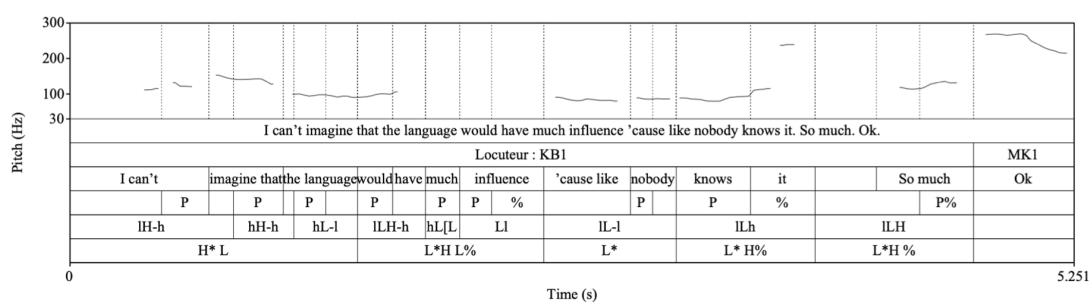 300
200
100
30
Pitch (Hz)
I can’t imagine that the language would have much influence ’cause like nobody knows it. So much. Ok.
Locuteur : KB1 MK1
I can’t imagine that the language would have much influence ’cause like nobody knows it So much Ok
P P P P P P % P P % P%
lH-h hH-h hL-l lLH-h hL[L Ll lL-l lLh lLH
H* L L*H L% L* L* H% L*H %
0 5.251
Time (s)